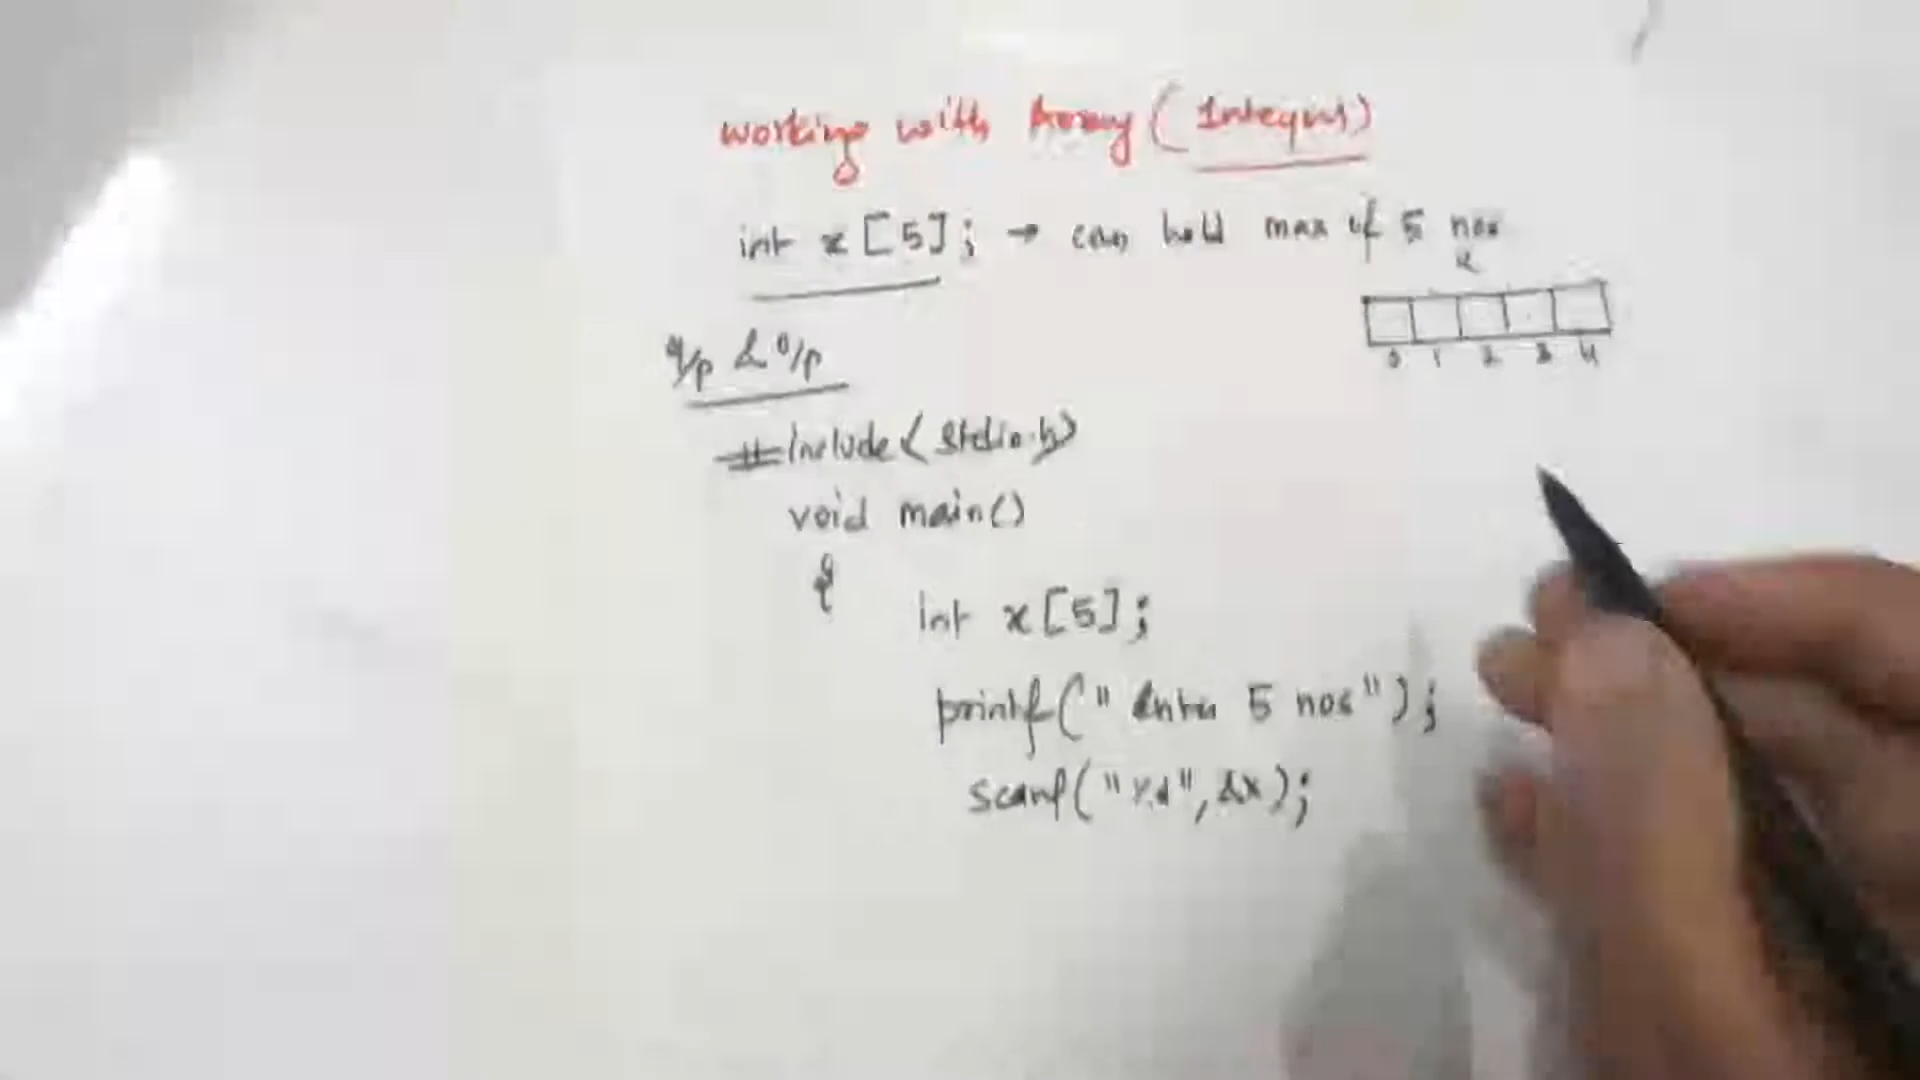 working with Array (Integers)
int x[5]; → can hold max of 5 nos
x
0 1 2 3 4
I/p & O/p
#include<stdio.h>
void main()
{
int x[5];
printf("Enter 5 nos");
scanf("%d",&x);